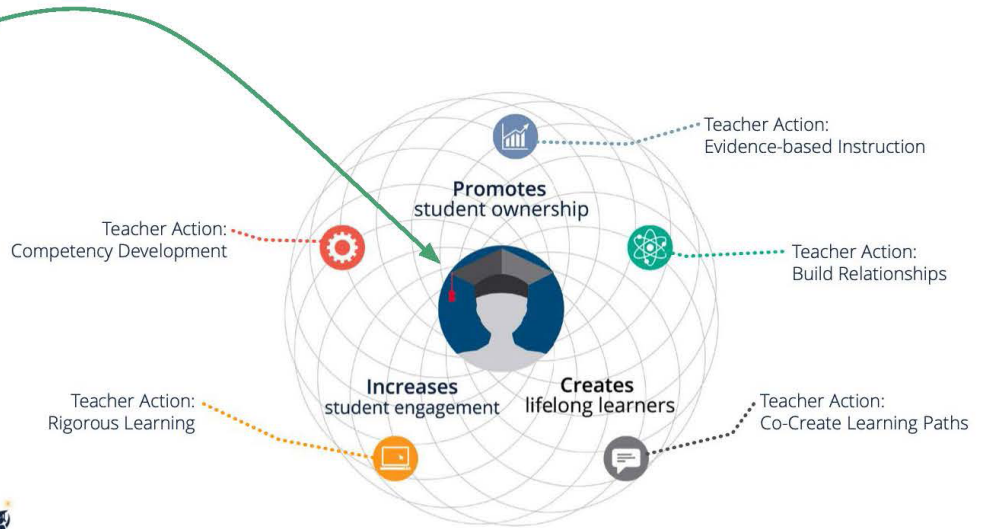 Teacher Action:
Evidence-based Instruction
Promotes
student ownership
Teacher Action:
Competency Development
Teacher Action:
Build Relationships
Increases
student engagement
Creates
lifelong learners
Teacher Action:
Rigorous Learning
Teacher Action:
Co-Create Learning Paths